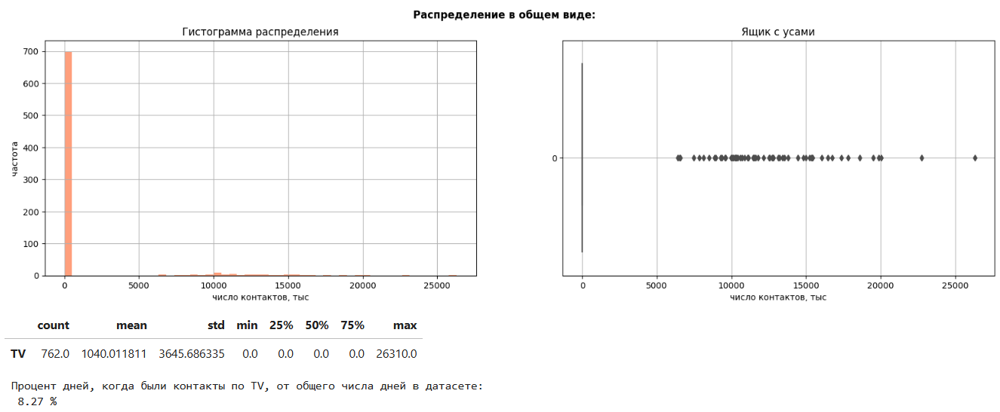 Распределение в общем виде:
Гистограмма распределения
700
600
500
400
300
200
100
0
частота
0 5000 10000 15000 20000 25000
число контактов, тыс
Ящик с усами
0
0 5000 10000 15000 20000 25000
число контактов, тыс
count mean std min 25% 50% 75% max
TV 762.0 1040.011811 3645.686335 0.0 0.0 0.0 0.0 26310.0
Процент дней, когда были контакты по TV, от общего числа дней в датасете:
8.27 %